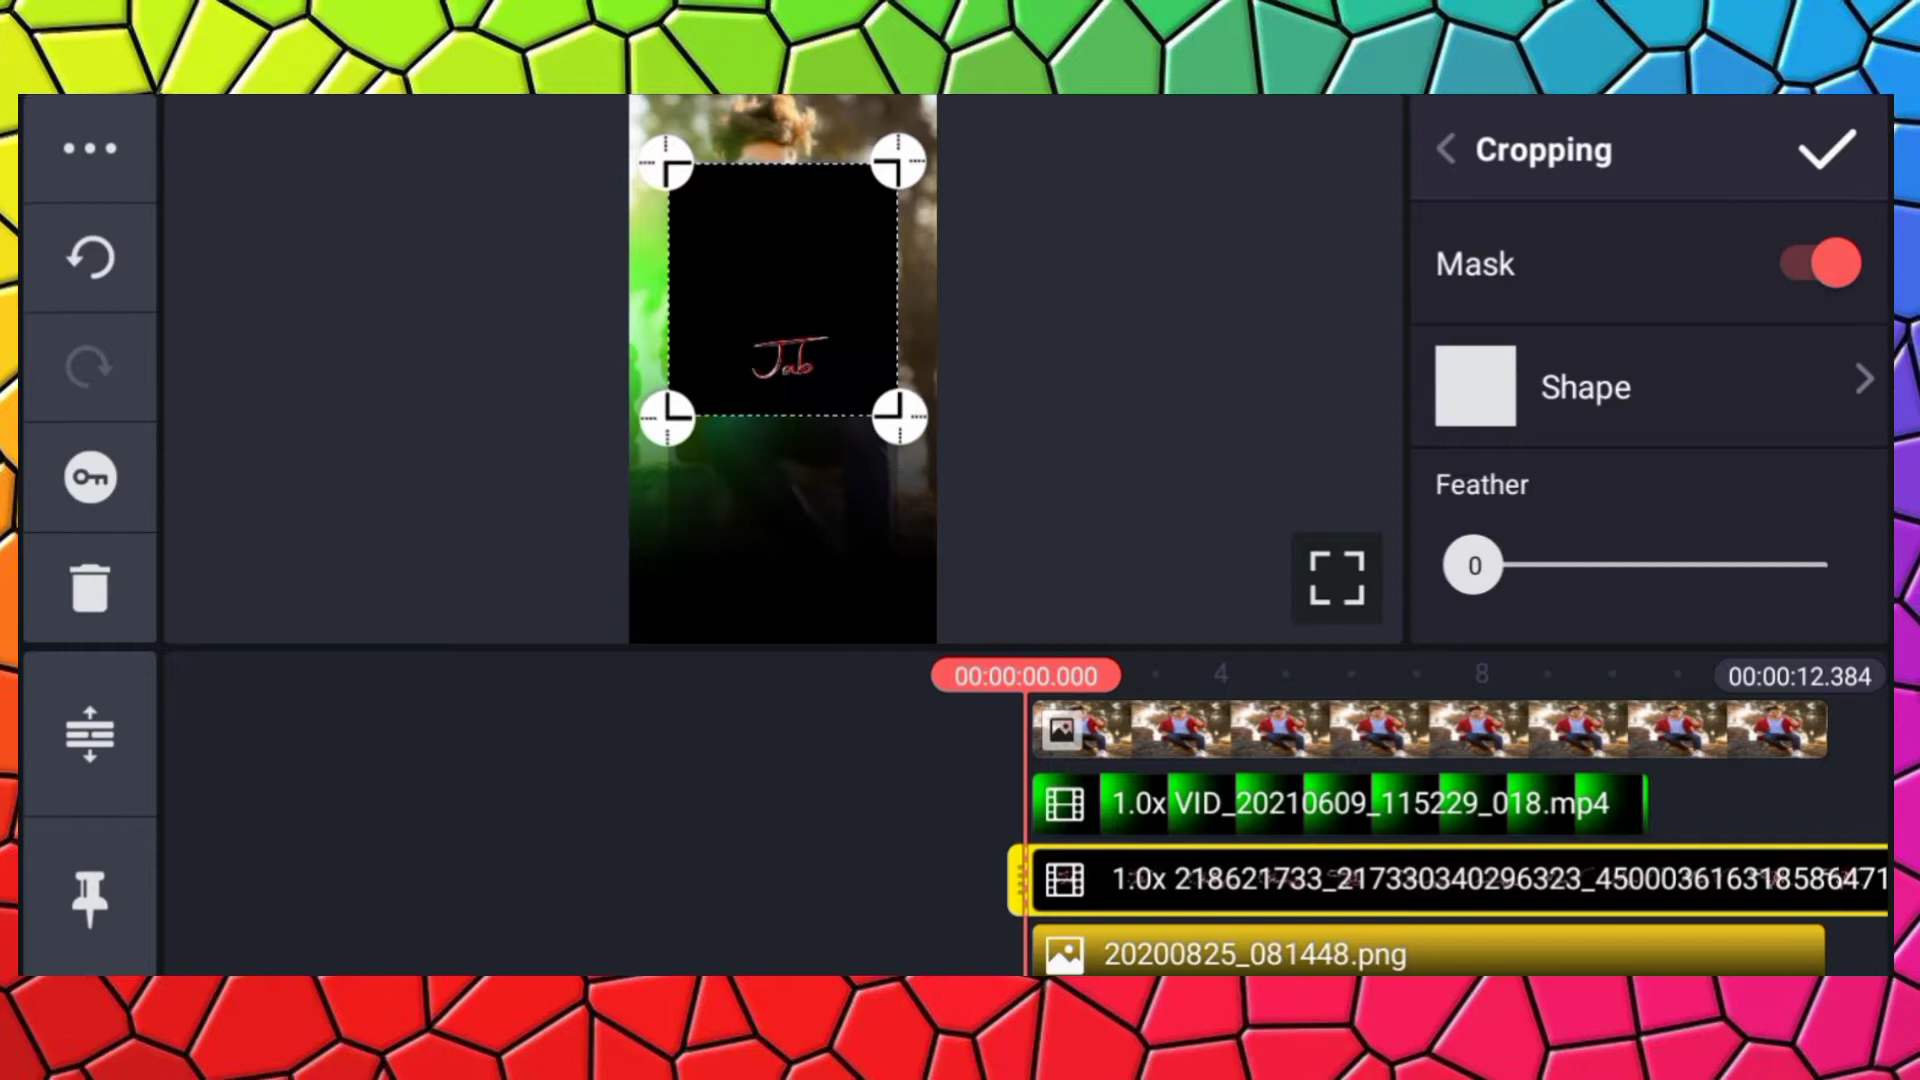 Cropping
Mask
Jab
Shape
Feather
0
00:00:00.000 4 8 00:00:12.384
1.0x VID_20210609_115229_018.mp4
1.0x 218621733_217330340296323_450003616318586471
20200825_081448.png